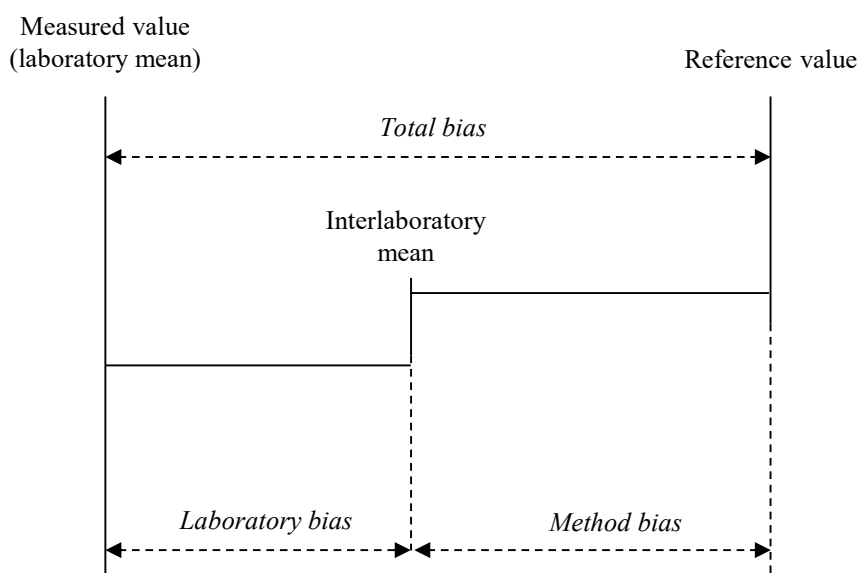 Measured value
(laboratory mean)
Reference value
Total bias
Interlaboratory
mean
Laboratory bias
Method bias